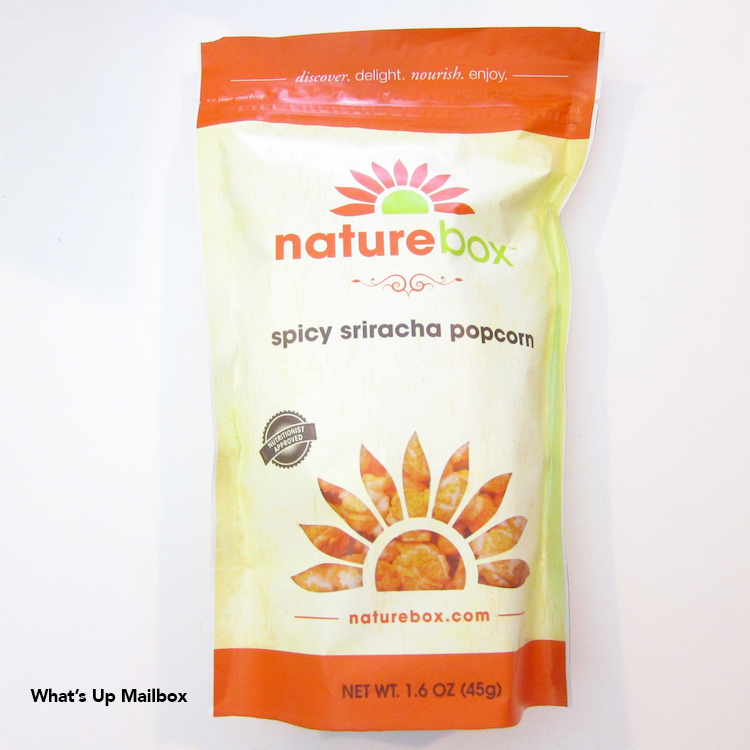 discover. delight. nourish. enjoy.
naturebox™
spicy sriracha popcorn
NUTRITIONIST
APPROVED
naturebox.com
NET WT. 1.6 OZ (45g)
What's Up Mailbox